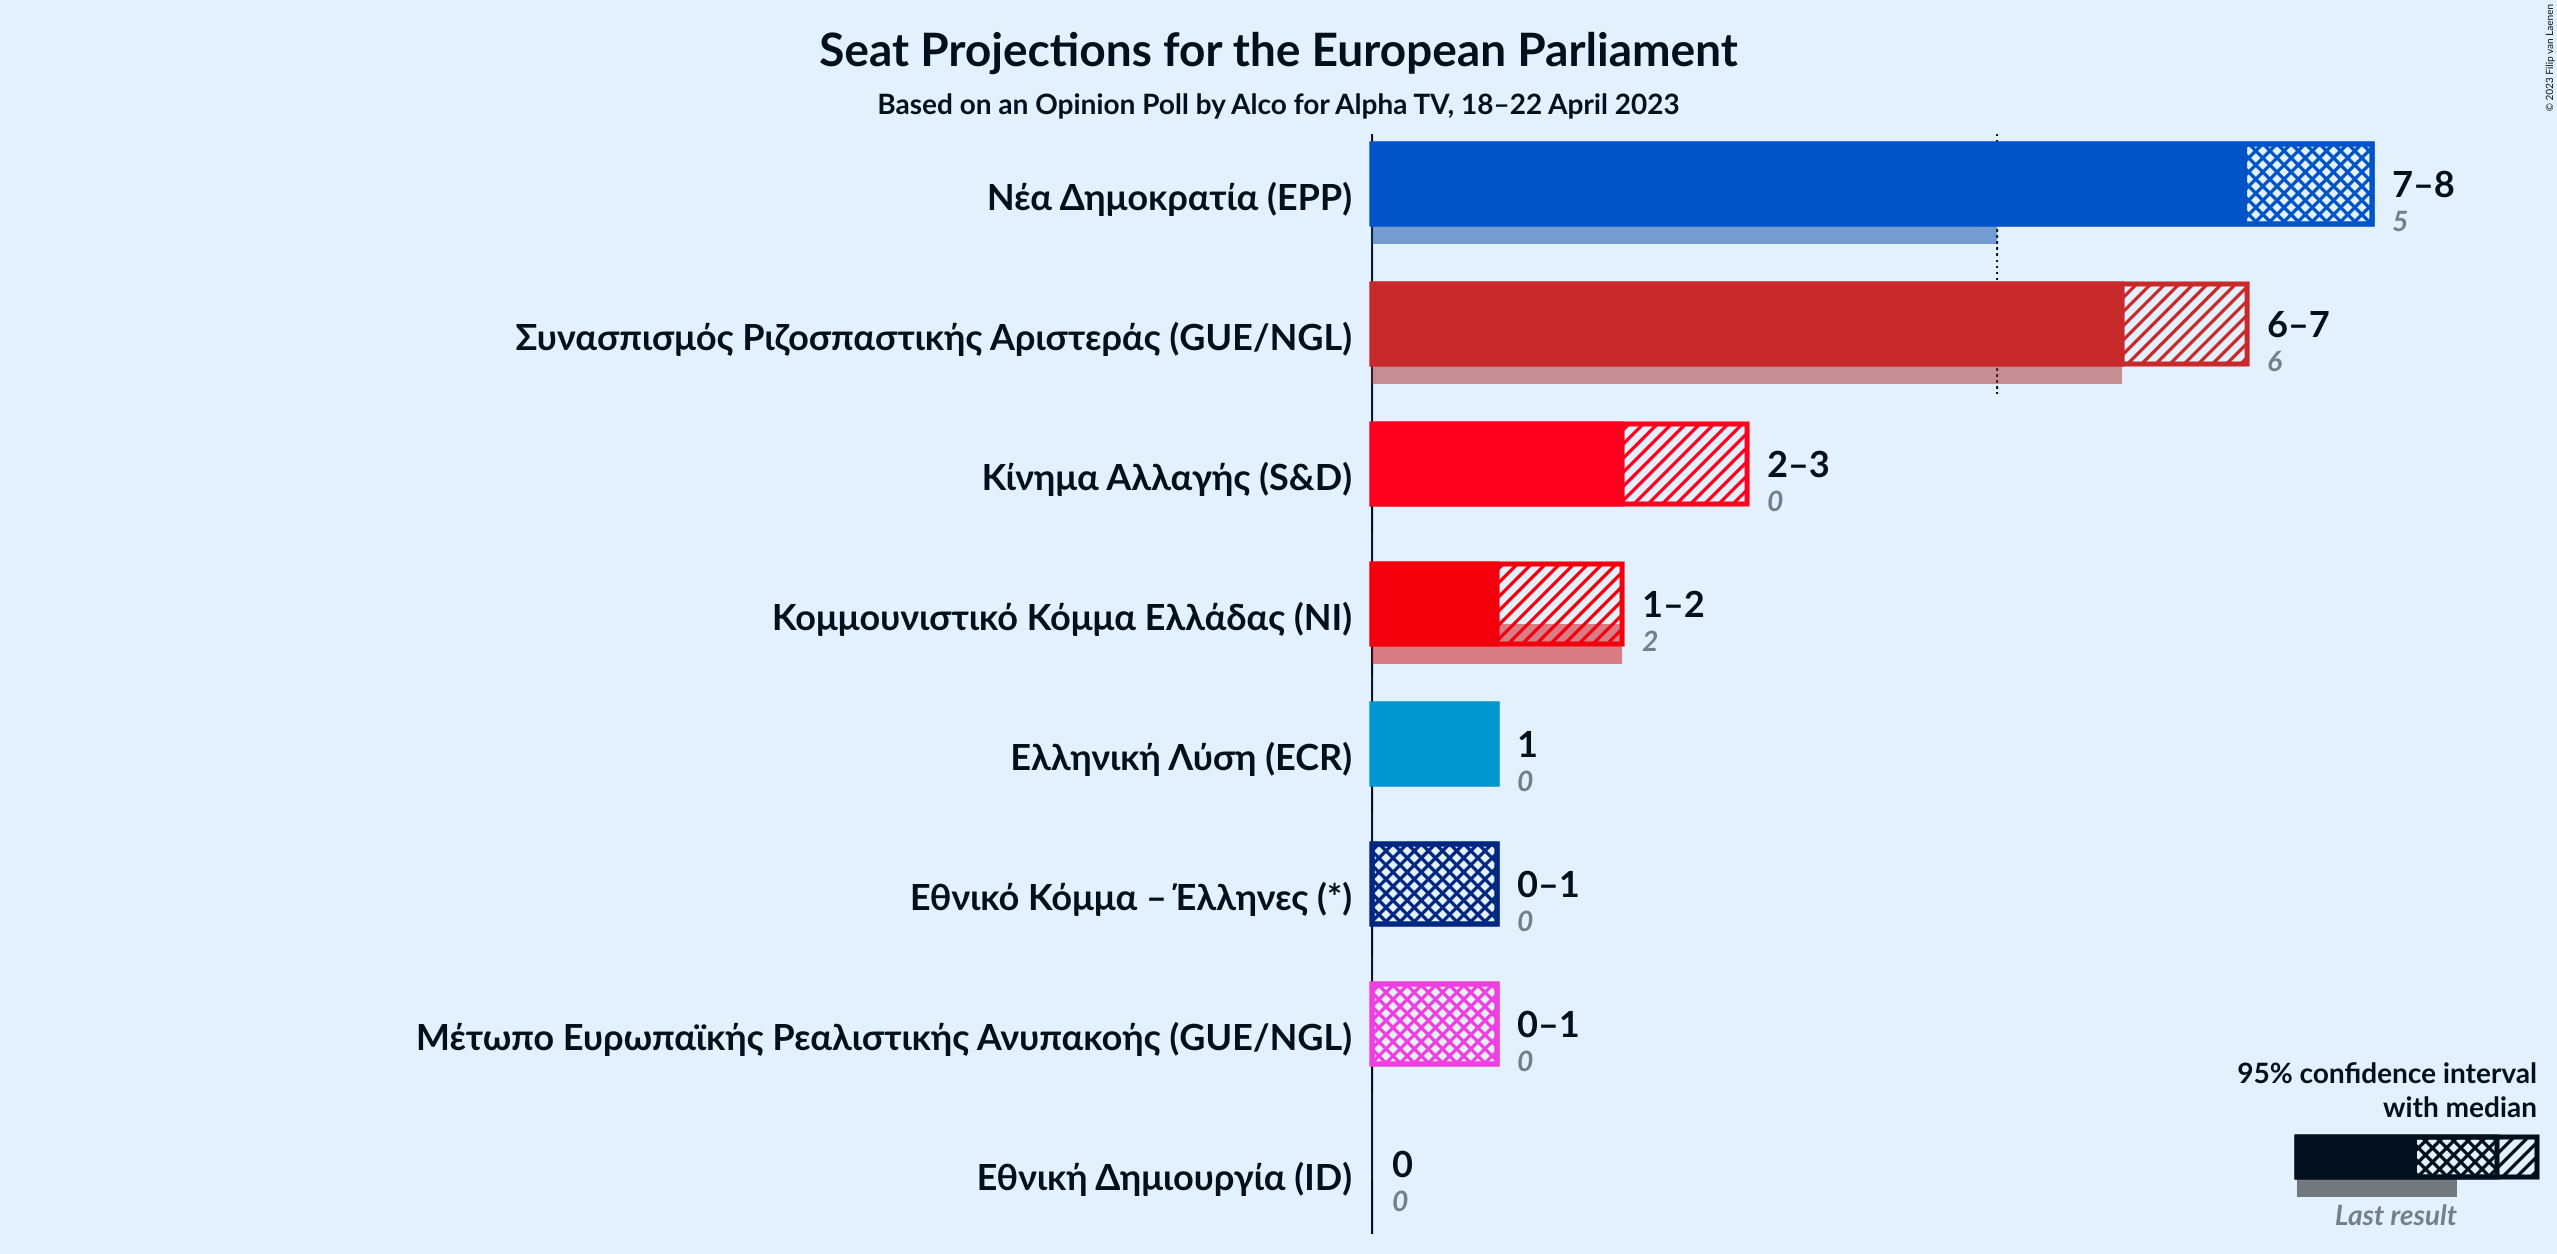 Seat Projections for the European Parliament
Based on an Opinion Poll by Alco for Alpha TV, 18–22 April 2023
© 2023 Filip van Laenen
Νέα Δημοκρατία (EPP)
7–8
5
Συνασπισμός Ριζοσπαστικής Αριστεράς (GUE/NGL)
6–7
6
Κίνημα Αλλαγής (S&D)
2–3
0
Κομμουνιστικό Κόμμα Ελλάδας (NI)
1–2
2
Ελληνική Λύση (ECR)
1
0
Εθνικό Κόμμα – Έλληνες (*)
0–1
0
Μέτωπο Ευρωπαϊκής Ρεαλιστικής Ανυπακοής (GUE/NGL)
0–1
0
Εθνική Δημιουργία (ID)
0
0
95% confidence interval
with median
Last result